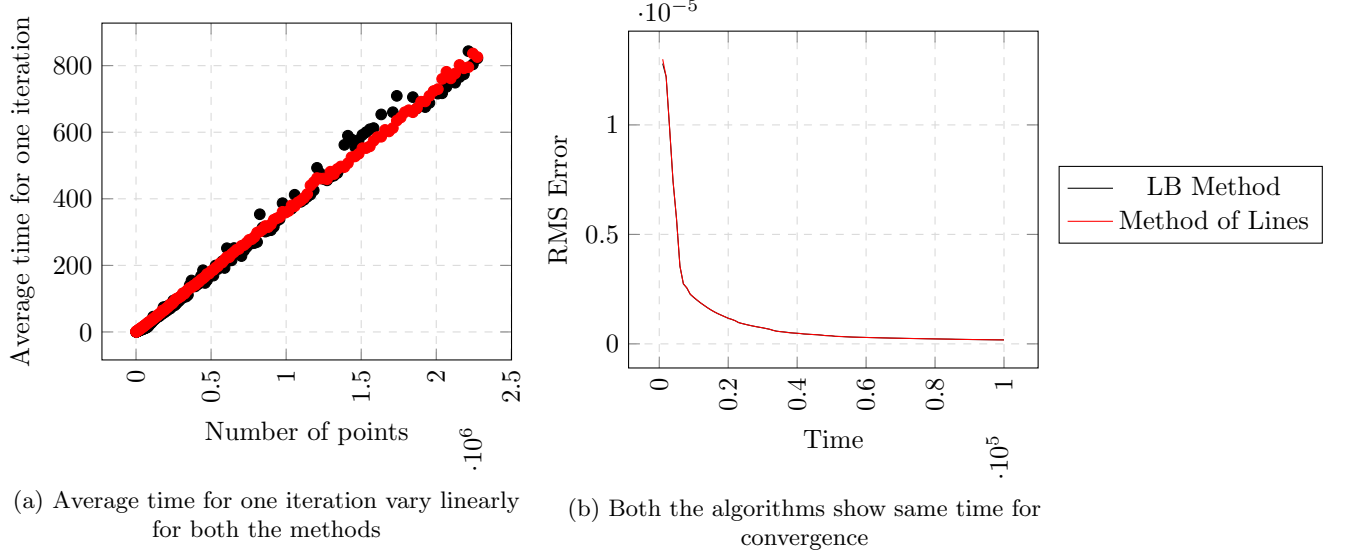 Average time for one iteration
800
600
400
200
0
0
0.5
1
1.5
2
2.5
Number of points
·10^6
(a) Average time for one iteration vary linearly
for both the methods
·10^−5
RMS Error
1
0.5
0
0
0.2
0.4
0.6
0.8
1
Time
·10^5
(b) Both the algorithms show same time for
convergence
LB Method
Method of Lines